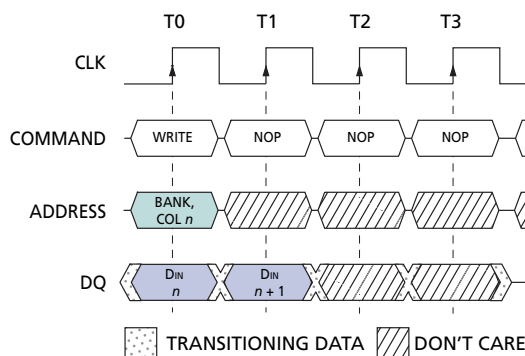 T0 T1 T2 T3
CLK
COMMAND WRITE NOP NOP NOP
ADDRESS BANK,
COL n
DQ DIN
n
DIN
n + 1
TRANSITIONING DATA DON'T CARE